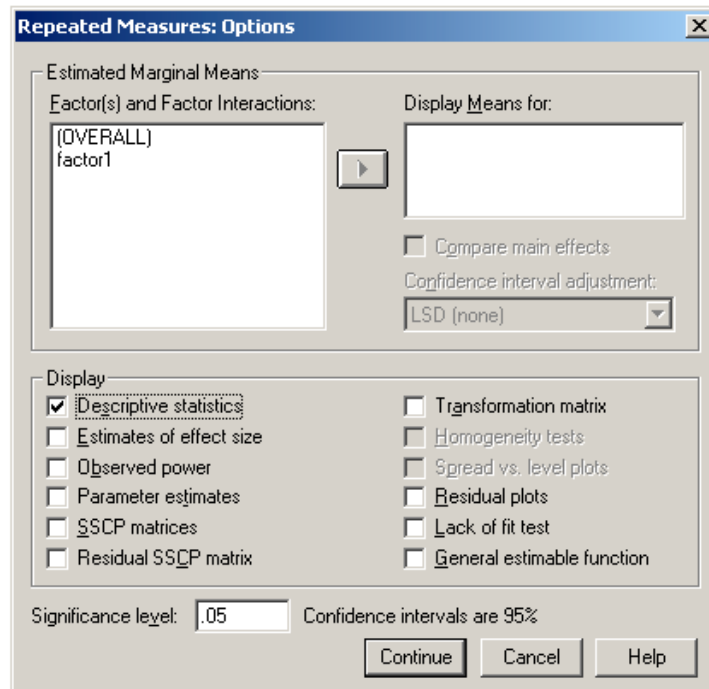 Repeated Measures: Options
Estimated Marginal Means
Factor(s) and Factor Interactions:
(OVERALL)
factor1
Display Means for:
Compare main effects
Confidence interval adjustment:
LSD (none)
Display
Descriptive statistics
Estimates of effect size
Observed power
Parameter estimates
SSCP matrices
Residual SSCP matrix
Transformation matrix
Homogeneity tests
Spread vs. level plots
Residual plots
Lack of fit test
General estimable function
Significance level: .05 Confidence intervals are 95%
Continue Cancel Help